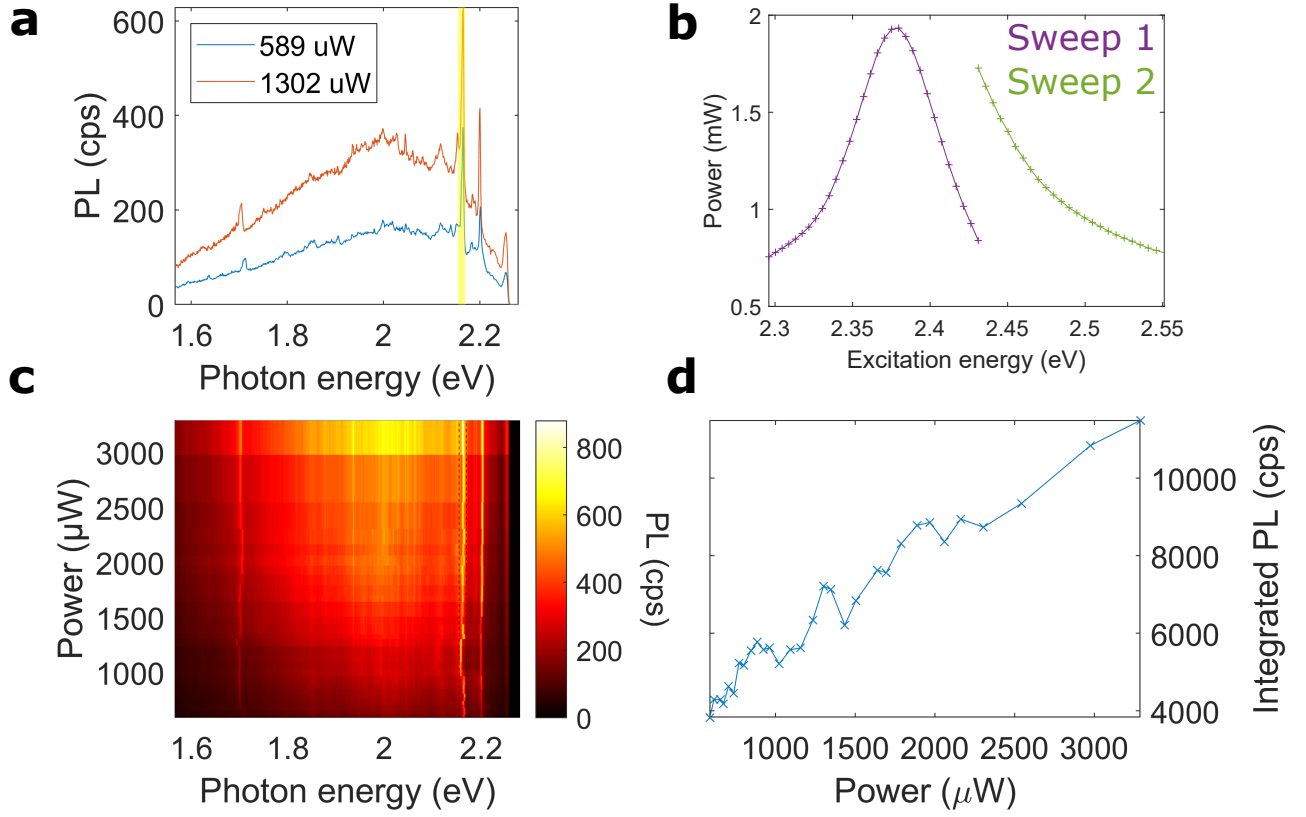 a
600
400
200
0
PL (cps)
589 uW
1302 uW
1.6
1.8
2
2.2
Photon energy (eV)
b
2
1.5
1
0.5
Power (mW)
Sweep 1
Sweep 2
2.3
2.35
2.4
2.45
2.5
2.55
Excitation energy (eV)
c
3000
2500
2000
1500
1000
Power (µW)
1.6
1.8
2
2.2
Photon energy (eV)
800
600
400
200
0
PL (cps)
d
10000
8000
6000
4000
Integrated PL (cps)
1000
1500
2000
2500
3000
Power (μW)